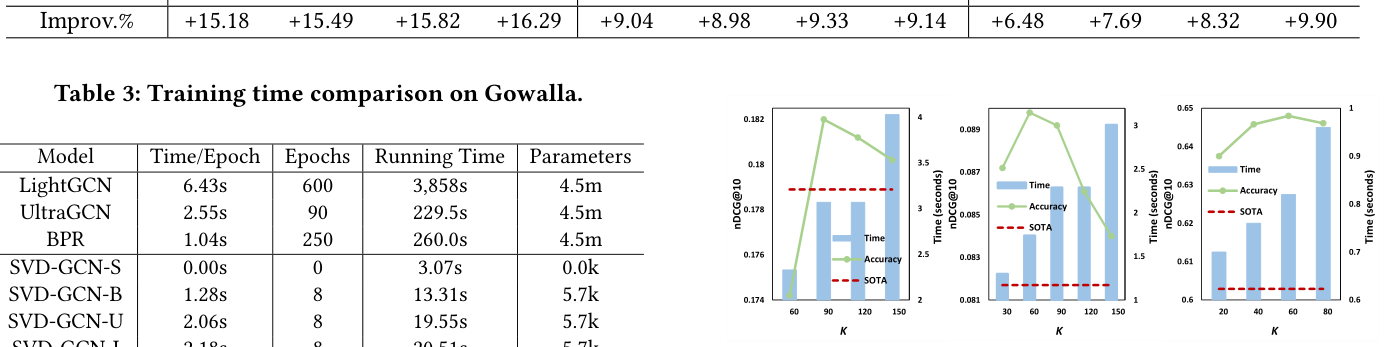 Improv.% +15.18 +15.49 +15.82 +16.29 +9.04 +8.98 +9.33 +9.14 +6.48 +7.69 +8.32 +9.90
Table 3: Training time comparison on Gowalla.
Model Time/Epoch Epochs Running Time Parameters
LightGCN 6.43s 600 3,858s 4.5m
UltraGCN 2.55s 90 229.5s 4.5m
BPR 1.04s 250 260.0s 4.5m
SVD-GCN-S 0.00s 0 3.07s 0.0k
SVD-GCN-B 1.28s 8 13.31s 5.7k
SVD-GCN-U 2.06s 8 19.55s 5.7k
nDCG@10
0.182
0.18
0.178
0.176
0.174
4
3.5
3
2.5
2
Time
Accuracy
SOTA
60 90 120 150
K
Time (seconds)
nDCG@10
0.089
0.087
0.085
0.083
0.081
3
2.5
2
1.5
1
Time
Accuracy
SOTA
30 60 90 120 150
K
Time (seconds)
nDCG@10
0.65
0.64
0.63
0.62
0.61
0.6
1
0.9
0.8
0.7
0.6
Time
Accuracy
SOTA
20 40 60 80
K
Time (seconds)